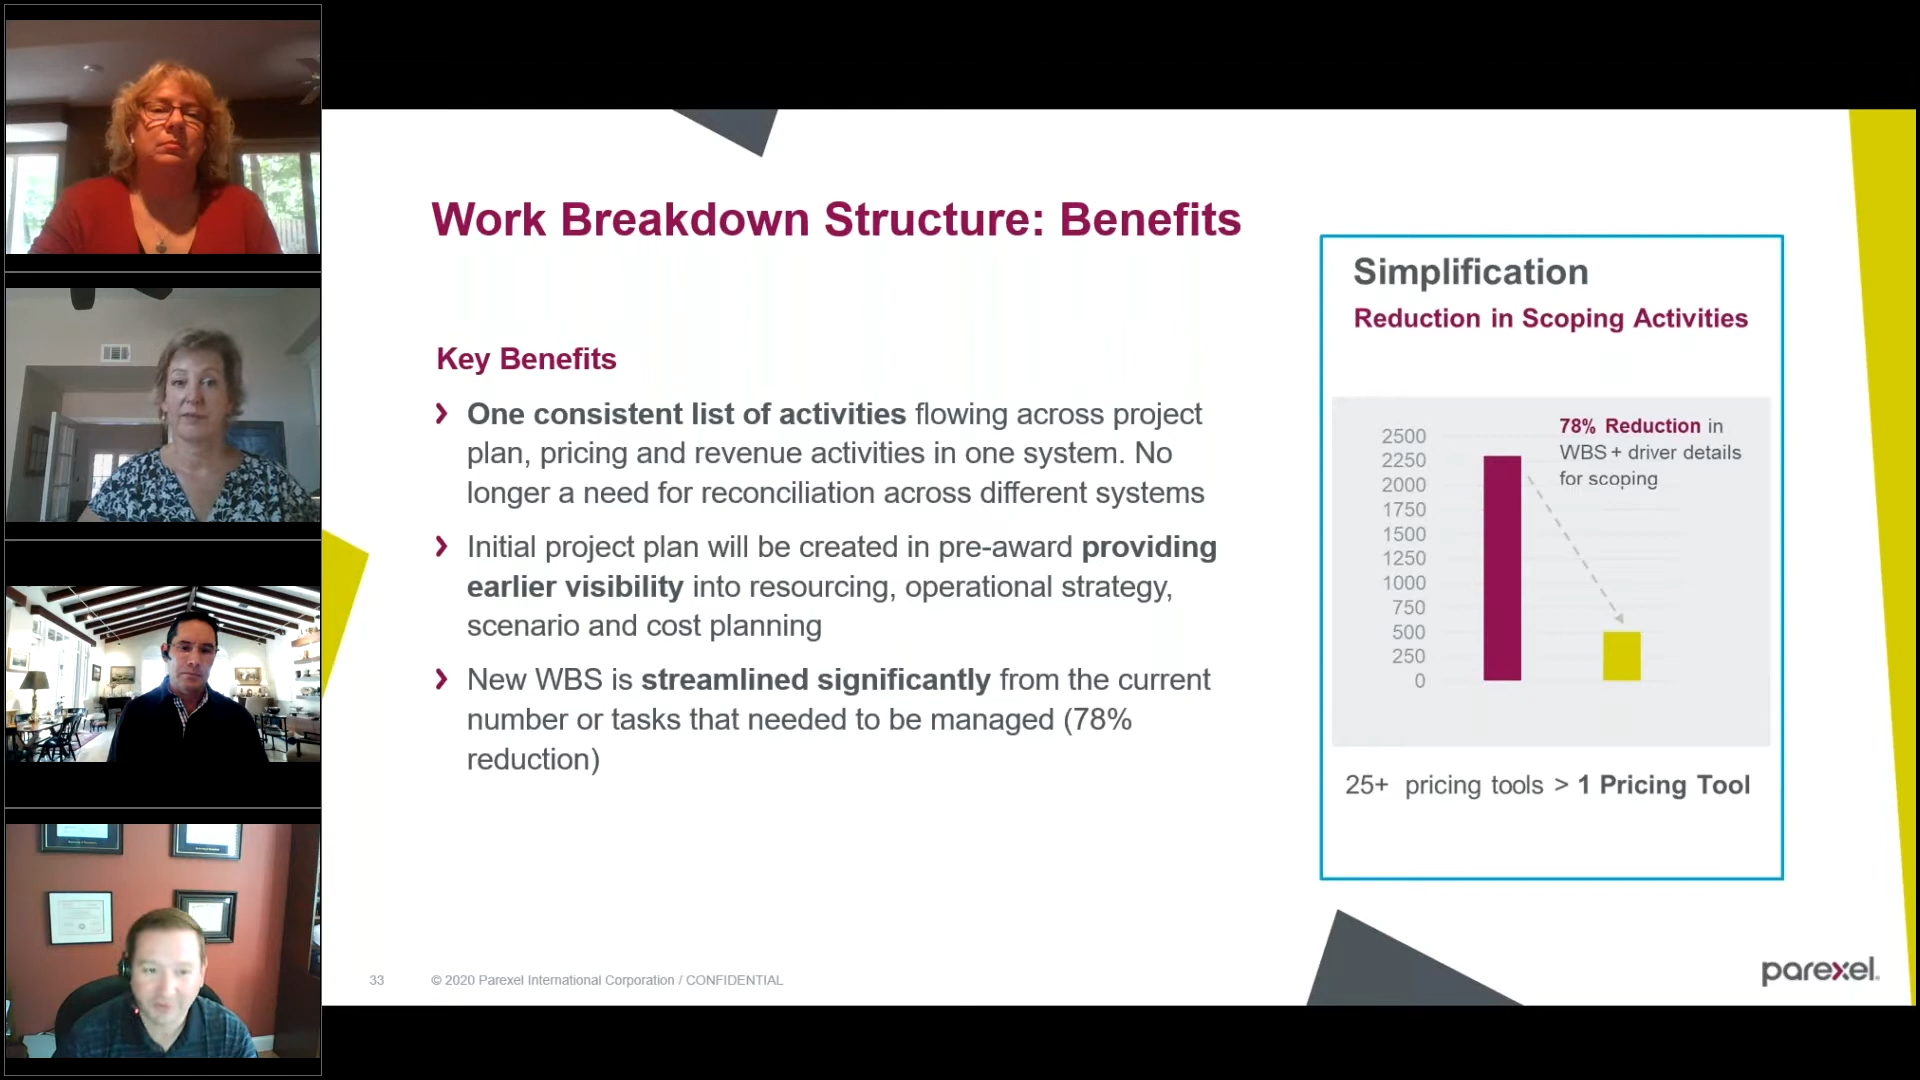 Work Breakdown Structure: Benefits
Key Benefits
One consistent list of activities flowing across project
plan, pricing and revenue activities in one system. No
longer a need for reconciliation across different systems
Initial project plan will be created in pre-award providing
earlier visibility into resourcing, operational strategy,
scenario and cost planning
New WBS is streamlined significantly from the current
number or tasks that needed to be managed (78%
reduction)
Simplification
Reduction in Scoping Activities
78% Reduction in
WBS + driver details
for scoping
2500
2250
2000
1750
1500
1250
1000
750
500
250
0
25+ pricing tools > 1 Pricing Tool
33
© 2020 Parexel International Corporation / CONFIDENTIAL
parexel.